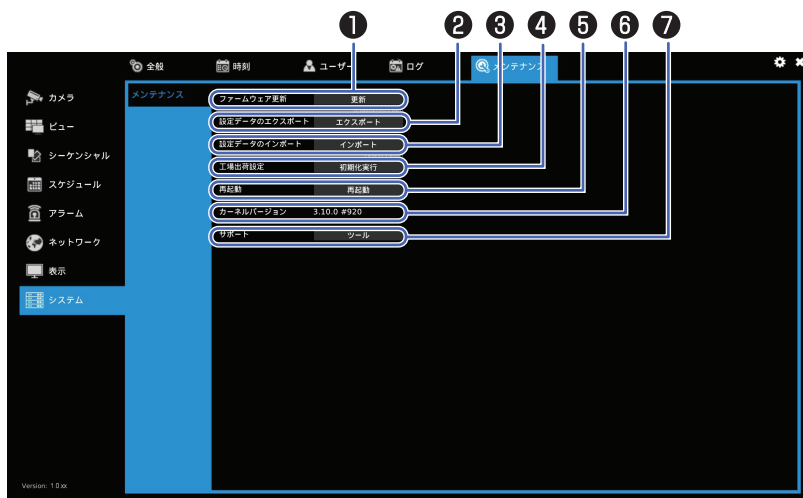 ❶ ❷ ❸ ❹ ❺ ❻ ❼
全般 時刻 ユーザー ログ メンテナンス
カメラ
ビュー
シーケンシャル
スケジュール
アラーム
ネットワーク
表示
システム
メンテナンス
ファームウェア更新 更新
設定データのエクスポート エクスポート
設定データのインポート インポート
工場出荷設定 初期化実行
再起動 再起動
カーネルバージョン 3.10.0 #920
サポート ツール
Version: 1.0.xx